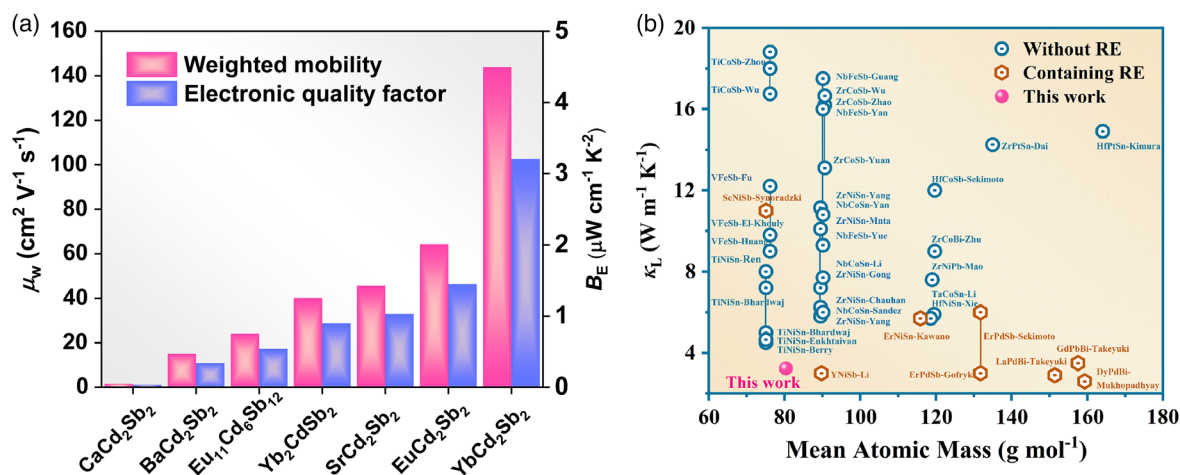 (a)
160
140
120
100
80
60
40
20
0
μw (cm² V⁻¹ s⁻¹)
Weighted mobility
Electronic quality factor
5
4
3
2
1
0
B_E (μW cm⁻¹ K⁻²)
CaCd₂Sb₂
BaCd₂Sb₂
Eu₁₁Cd₆Sb₁₂
Yb₂CdSb₂
SrCd₂Sb₂
EuCd₂Sb₂
YbCd₂Sb₂
(b)
20
16
12
8
4
κ_L (W m⁻¹ K⁻¹)
Without RE
Containing RE
This work
TiCoSb-Zhou
TiCoSb-Wu
NbFeSb-Guang
ZrCoSb-Wu
ZrCoSb-Zhao
NbFeSb-Yan
ZrPtSn-Dai
HfPtSn-Kimura
ZrCoSb-Yuan
VFeSb-Fu
ScNiSb-Synoradzki
HfCoSb-Sekimoto
ZrNiSn-Yang
NbCoSn-Yan
VFeSb-El-Khouly
ZrNiSn-Mnta
VFeSb-Huang
NbFeSb-Yue
ZrCoBi-Zhu
TiNiSn-Ren
NbCoSn-Li
ZrNiSn-Gong
ZrNiPb-Mao
TiNiSn-Bhardwaj
ZrNiSn-Chauhan
NbCoSn-Sandez
ZrNiSn-Yang
TaCoSn-Li
HfNiSn-Xie
ErNiSn-Kawano
ErPdSb-Sekimoto
TiNiSn-Bhardwaj
TiNiSn-Enkhtaivan
TiNiSn-Berry
GdPbBi-Takeyuki
LaPdBi-Takeyuki
This work
YNiSb-Li
ErPdSb-Gofryk
DyPdBi-
Mukhopadhyay
60
80
100
120
140
160
180
Mean Atomic Mass (g mol⁻¹)